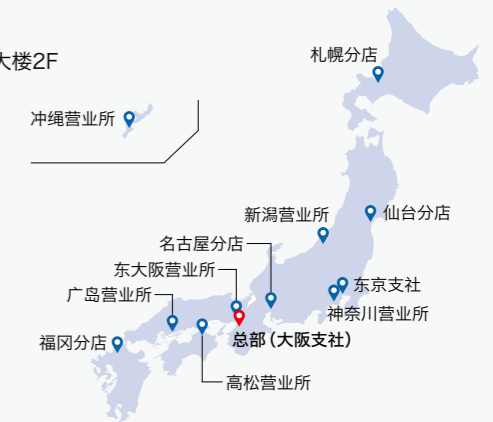 大楼2F
札幌分店
冲绳营业所
新潟营业所
仙台分店
名古屋分店
东大阪营业所
东京支社
广岛营业所
神奈川营业所
福冈分店
总部（大阪支社）
高松营业所